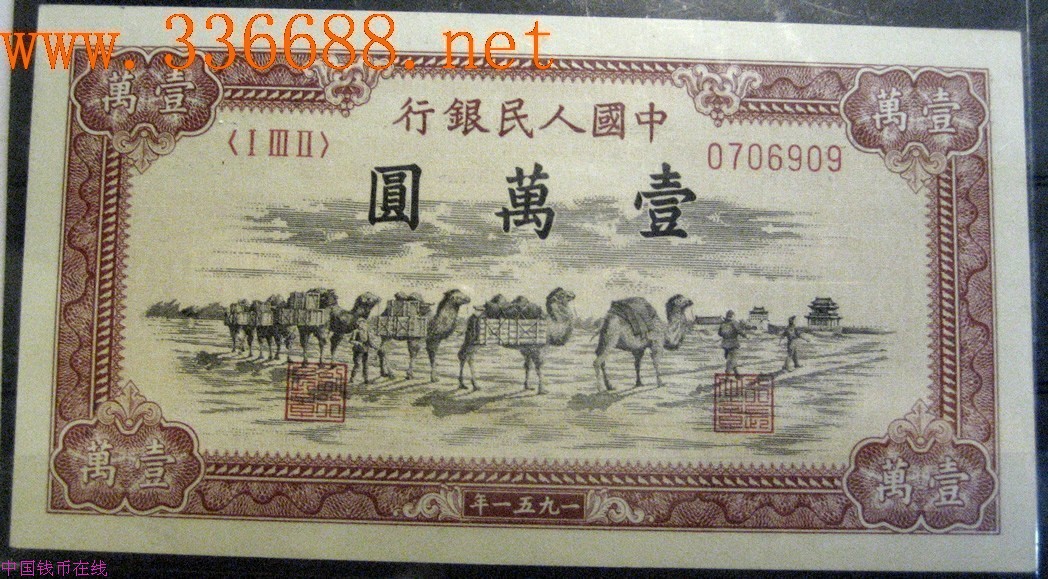 www.336688.net
壹萬
壹萬
中國人民銀行
〈I III II〉
0706909
壹萬圓
壹萬
壹萬
一九五一年
中国钱币在线